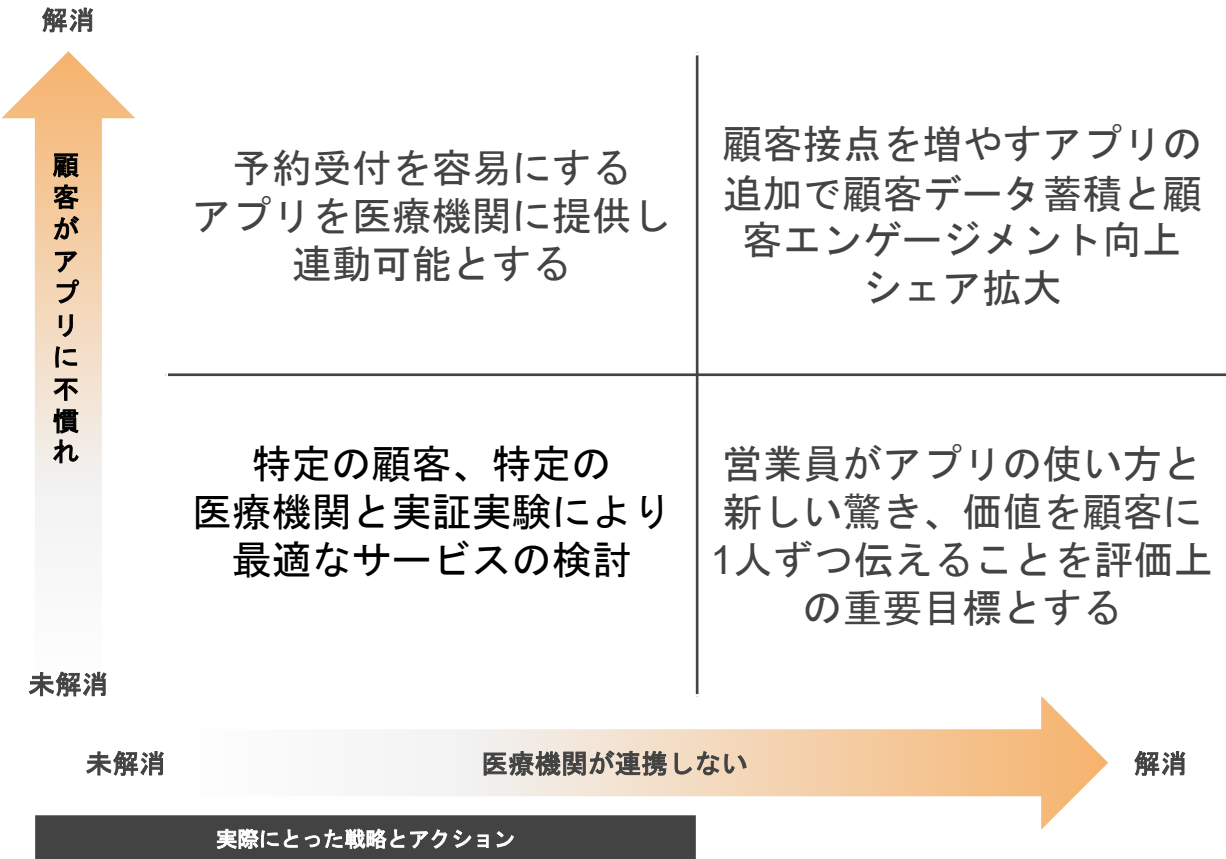 解消
顧客がアプリに不慣れ
予約受付を容易にする
アプリを医療機関に提供し
連動可能とする
顧客接点を増やすアプリの
追加で顧客データ蓄積と顧
客エンゲージメント向上
シェア拡大
特定の顧客、特定の
医療機関と実証実験により
最適なサービスの検討
営業員がアプリの使い方と
新しい驚き、価値を顧客に
1人ずつ伝えることを評価上
の重要目標とする
未解消
未解消
医療機関が連携しない
解消
実際にとった戦略とアクション